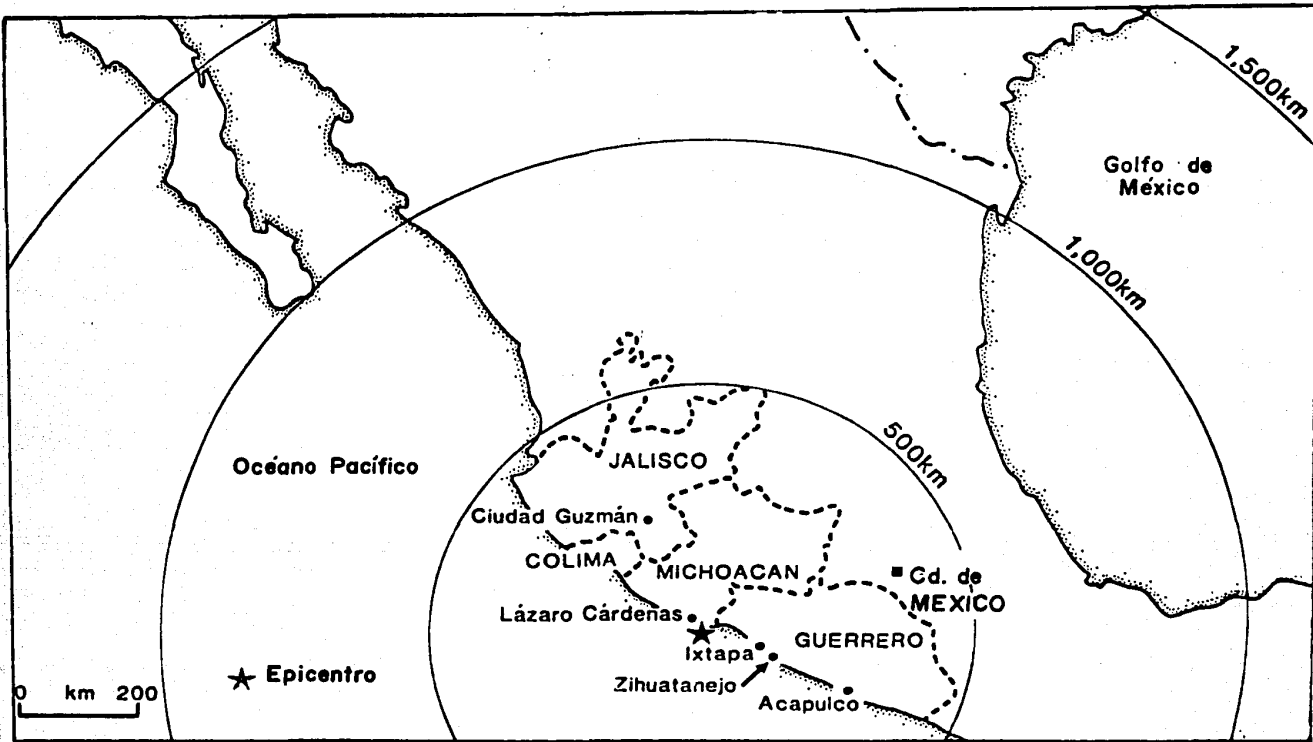 1,500km
Golfo de
México
1,000km
500km
Océano Pacífico
JALISCO
Ciudad Guzmán
COLIMA
MICHOACAN
Cd. de
MEXICO
Lázaro Cárdenas
GUERRERO
Ixtapa
Zihuatanejo
Acapulco
Epicentro
0 km 200